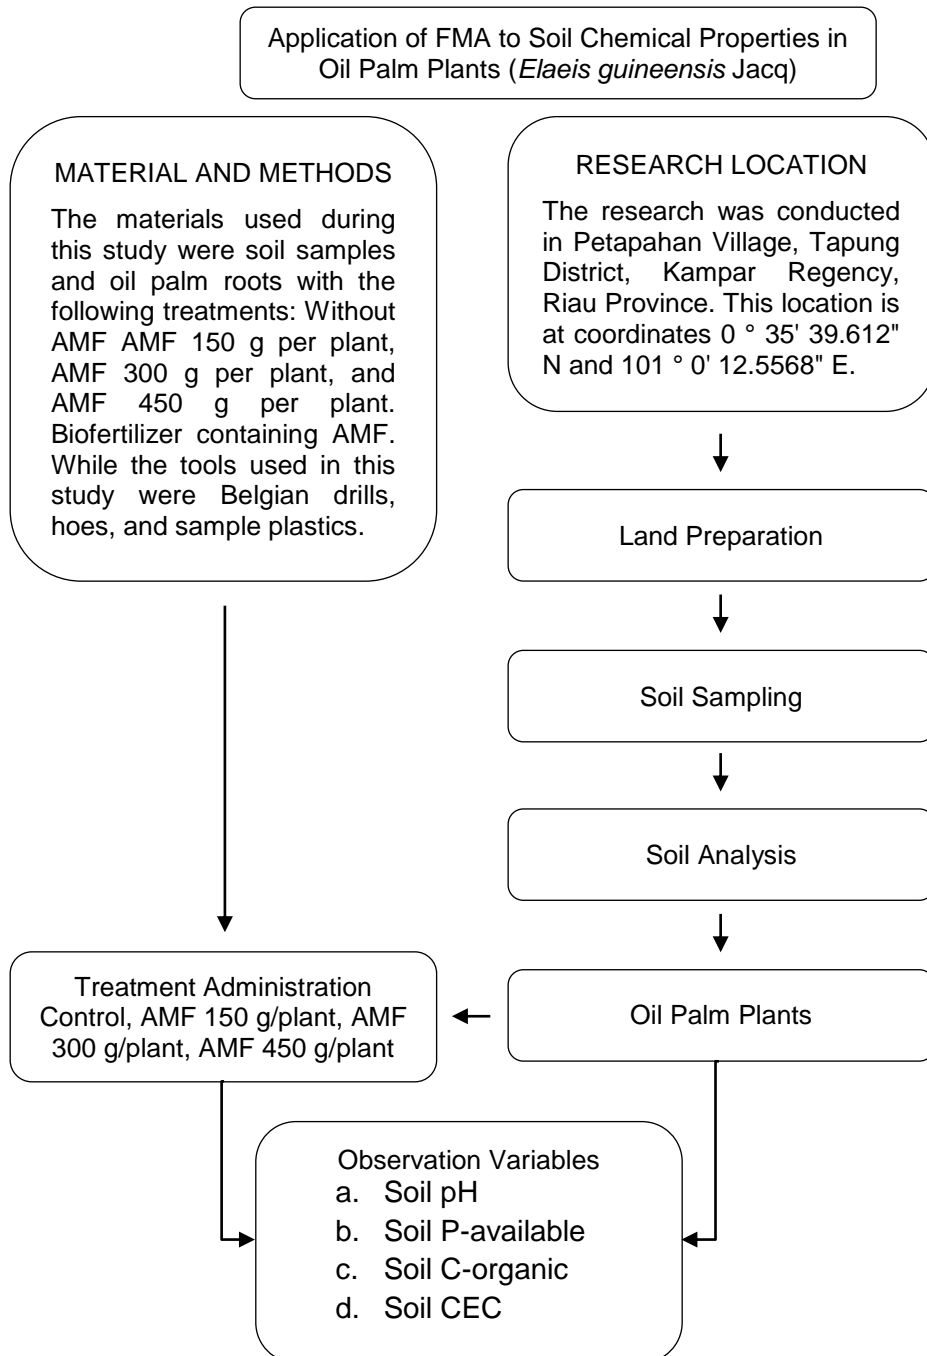 Application of FMA to Soil Chemical Properties in
Oil Palm Plants (Elaeis guineensis Jacq)
MATERIAL AND METHODS
The materials used during
this study were soil samples
and oil palm roots with the
following treatments: Without
AMF AMF 150 g per plant,
AMF 300 g per plant, and
AMF 450 g per plant.
Biofertilizer containing AMF.
While the tools used in this
study were Belgian drills,
hoes, and sample plastics.
RESEARCH LOCATION
The research was conducted
in Petapahan Village, Tapung
District, Kampar Regency,
Riau Province. This location is
at coordinates 0 ° 35' 39.612"
N and 101 ° 0' 12.5568" E.
Land Preparation
Soil Sampling
Soil Analysis
Oil Palm Plants
Treatment Administration
Control, AMF 150 g/plant, AMF
300 g/plant, AMF 450 g/plant
Observation Variables
a. Soil pH
b. Soil P-available
c. Soil C-organic
d. Soil CEC